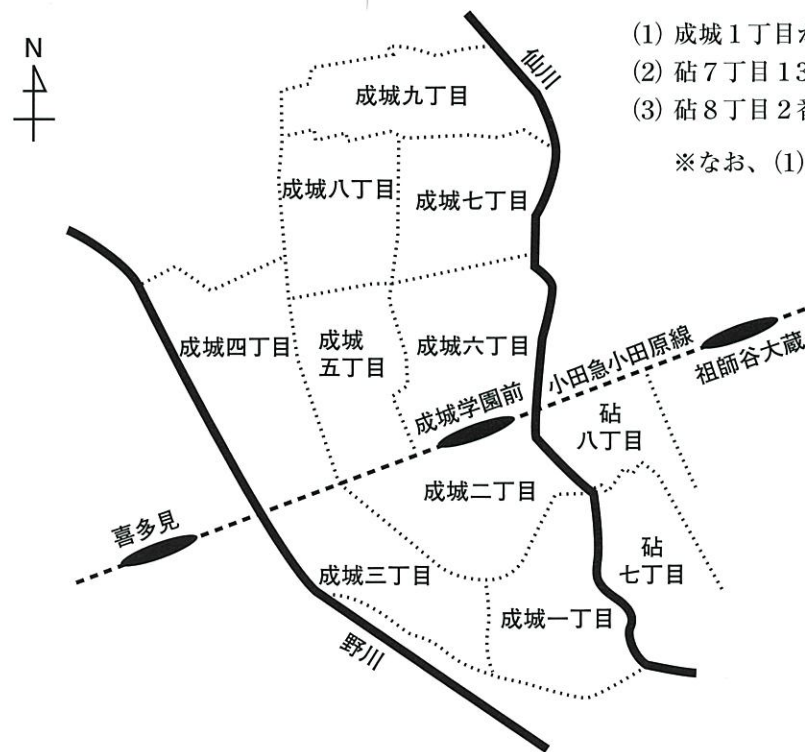 N
仙川
(1) 成城1丁目
(2) 砧7丁目13
(3) 砧8丁目2
※なお、(1)
成城九丁目
成城八丁目
成城七丁目
成城四丁目
成城
五丁目
成城六丁目
小田急小田原線
祖師谷大蔵
成城学園前
砧
八丁目
成城二丁目
喜多見
砧
七丁目
成城三丁目
成城一丁目
野川